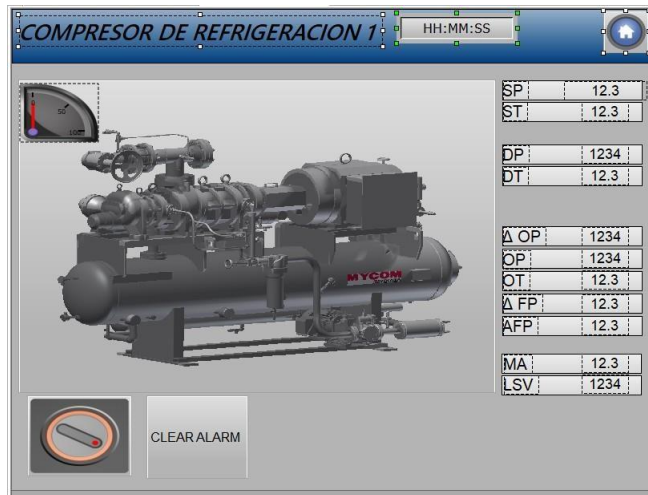 COMPRESOR DE REFRIGERACION 1
HH:MM:SS
0
50
100
SP 12.3
ST 12.3
DP 1234
DT 12.3
Δ OP 1234
OP 1234
OT 12.3
Δ FP 12.3
AFP 12.3
MA 12.3
LSV 1234
MYCOM
CLEAR ALARM